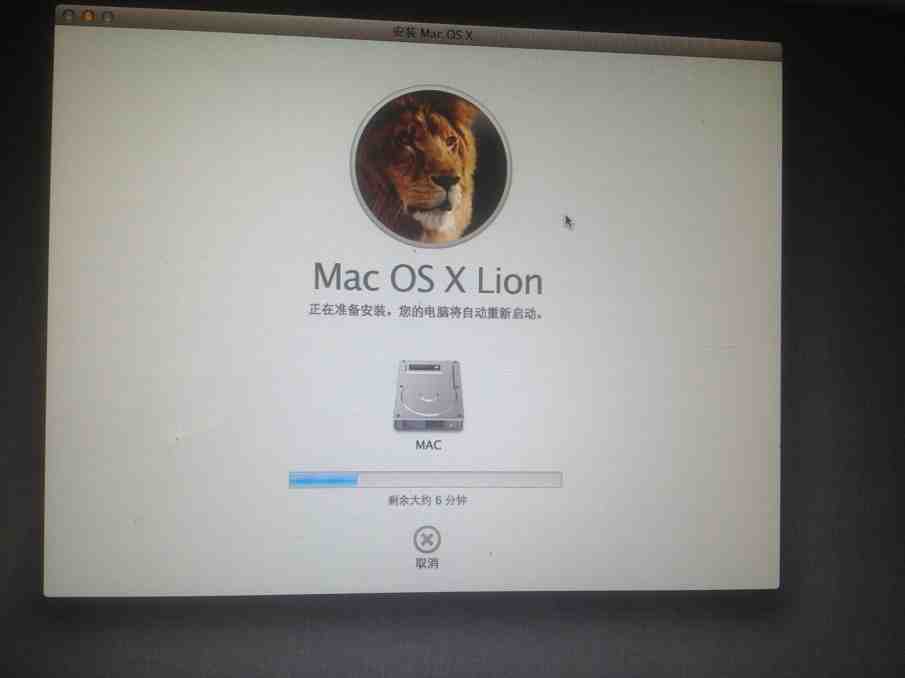 安装 Mac OS X
Mac OS X Lion
正在准备安装。您的电脑将自动重新启动。
MAC
剩余大约 6 分钟
取消